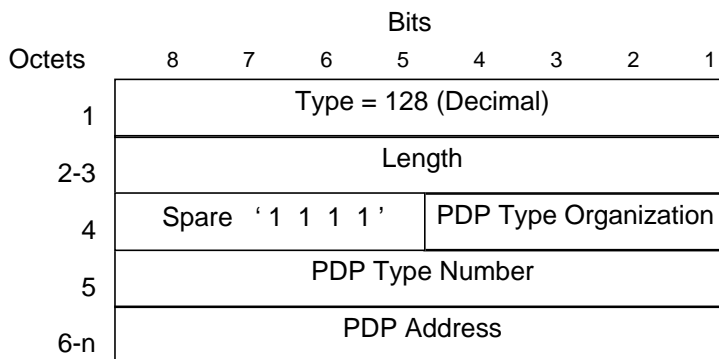 Bits
Octets 8 7 6 5 4 3 2 1
1 Type = 128 (Decimal)
2-3 Length
4 Spare ‘ 1 1 1 1 ’ PDP Type Organization
5 PDP Type Number
6-n PDP Address